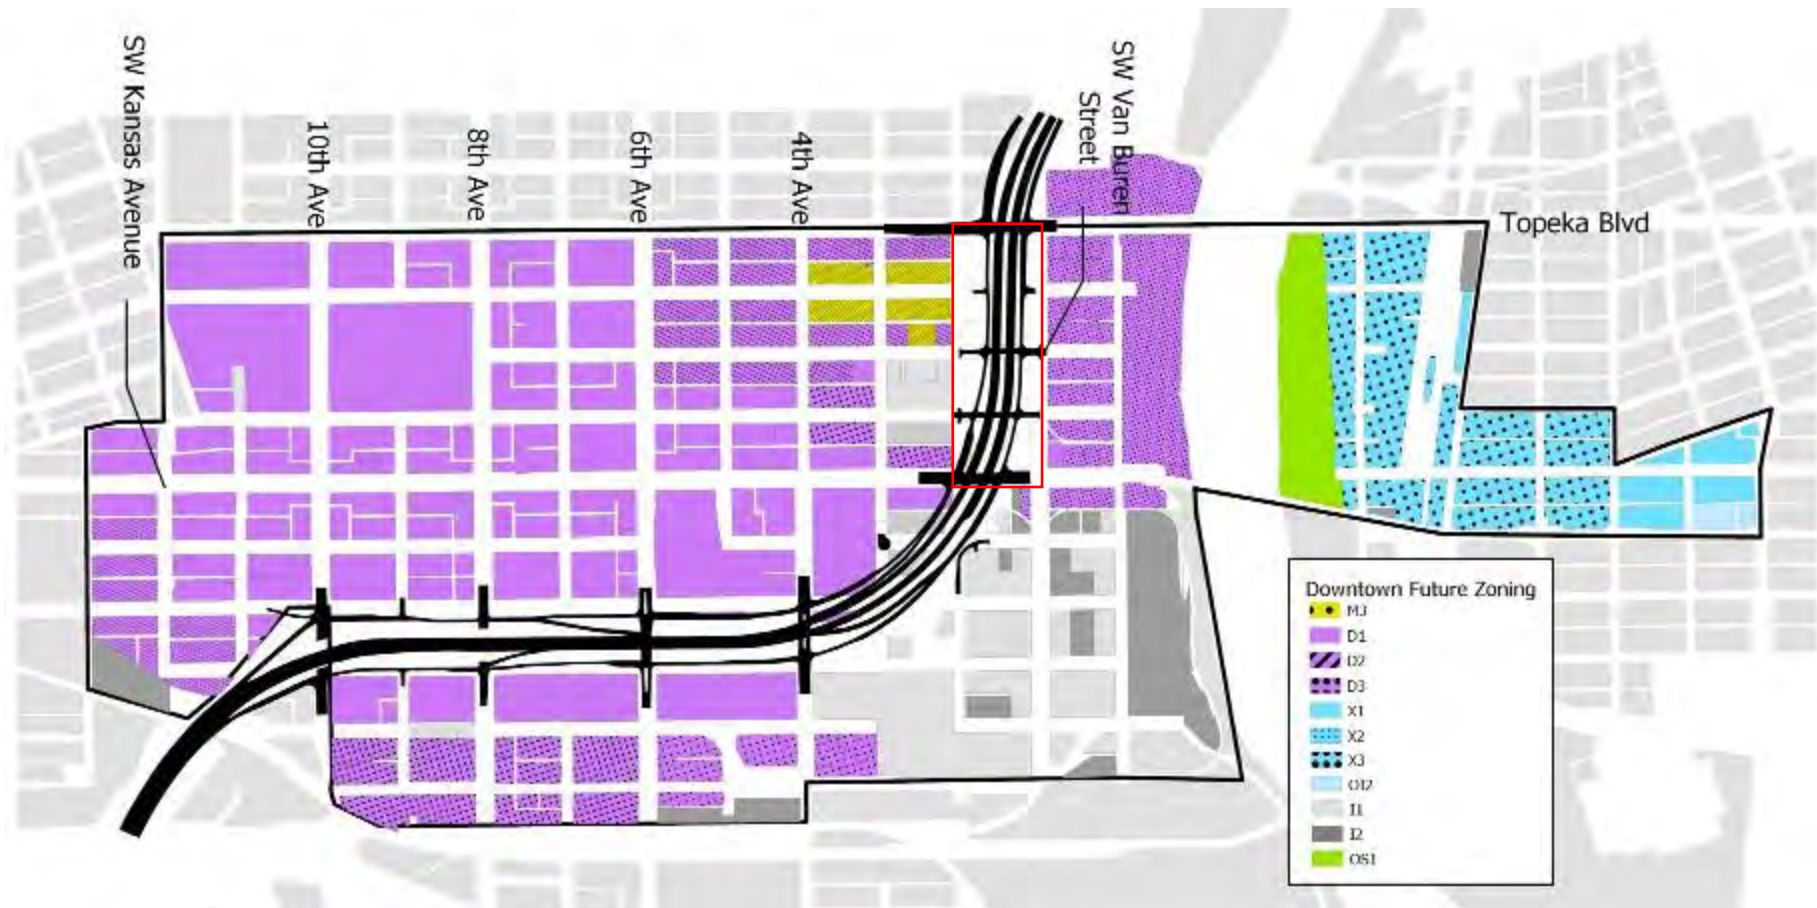 SW Kansas Avenue
10th Ave
8th Ave
6th Ave
4th Ave
SW Van Buren
Street
Topeka Blvd
Downtown Future Zoning
M3
D1
D2
D3
X1
X2
X3
OI2
I1
I2
OS1